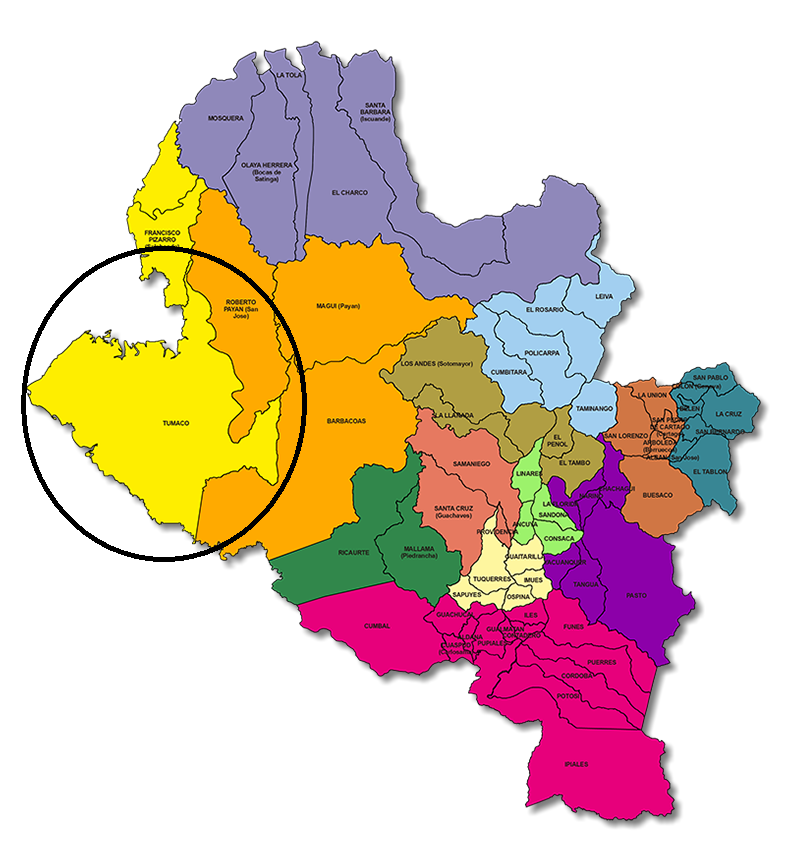 LA TOLA
MOSQUERA
SANTA
BARBARA
(Iscuande)
OLAYA HERRERA
(Bocas de
Satinga)
EL CHARCO
FRANCISCO
PIZARRO
ROBERTO
PAYAN (San
Jose)
MAGUI (Payan)
LEIVA
EL ROSARIO
POLICARPA
CUMBITARA
LOS ANDES (Sotomayor)
TAMINANGO
SAN PABLO
COLON (Genova)
LA UNION
BELEN
LA CRUZ
SAN PEDRO
DE CARTAGO
SAN BERNARDO
SAN LORENZO
ARBOLEDA
(Berruecos)
ALBAN (San Jose)
EL TABLON
BUESACO
TUMACO
BARBACOAS
LA LLANADA
EL
PENOL
EL TAMBO
SAMANIEGO
LINARES
CHACHAGUI
NARINO
LA FLORIDA
SANTA CRUZ
(Guachaves)
SANDONA
ANCUYA
PROVIDENCIA
CONSACA
RICAURTE
MALLAMA
(Piedrancha)
GUAITARILLA
YACUANQUER
TUQUERRES
IMUES
TANGUA
PASTO
SAPUYES
OSPINA
CUMBAL
GUACHUCAL
ILES
FUNES
GUALMATAN
CONTADERO
ALDANA
PUPIALES
CUASPUD
PUERRES
CORDOBA
POTOSI
IPIALES